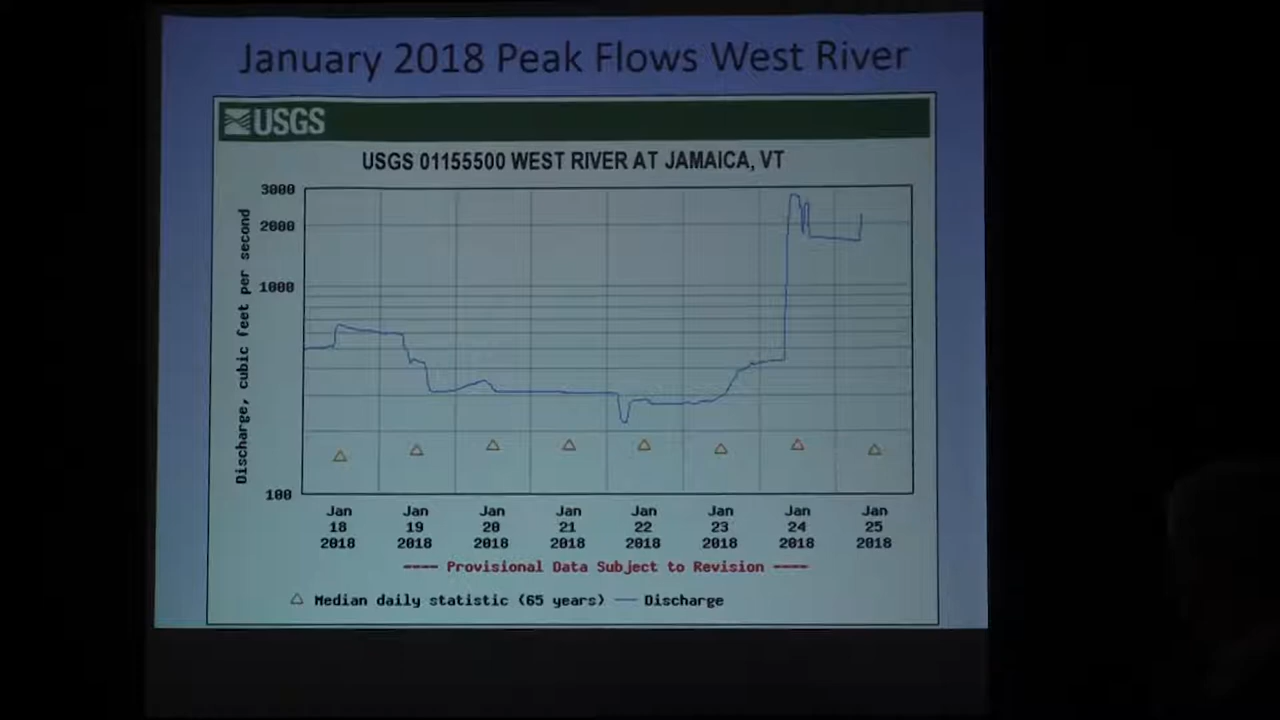 January 2018 Peak Flows West River
USGS
USGS 01155500 WEST RIVER AT JAMAICA, VT
Discharge, cubic feet per second
3000
2000
1000
100
Jan 18 2018
Jan 19 2018
Jan 20 2018
Jan 21 2018
Jan 22 2018
Jan 23 2018
Jan 24 2018
Jan 25 2018
---- Provisional Data Subject to Revision ----
Median daily statistic (65 years) Discharge